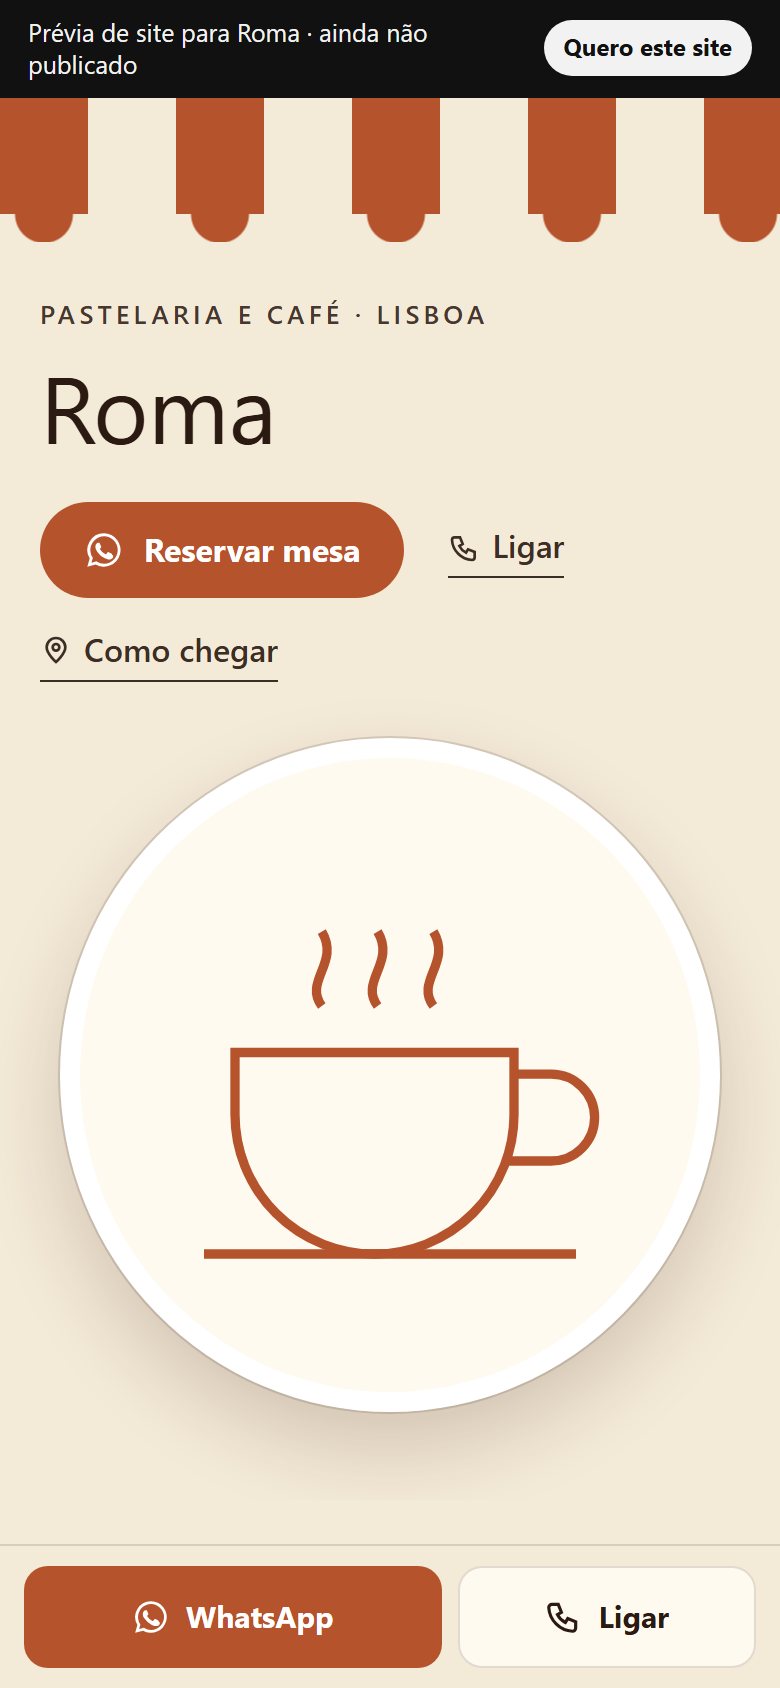 Prévia de site para Roma · ainda não
publicado
Quero este site
PASTELARIA E CAFÉ · LISBOA
Roma
Reservar mesa
Ligar
Como chegar
WhatsApp
Ligar